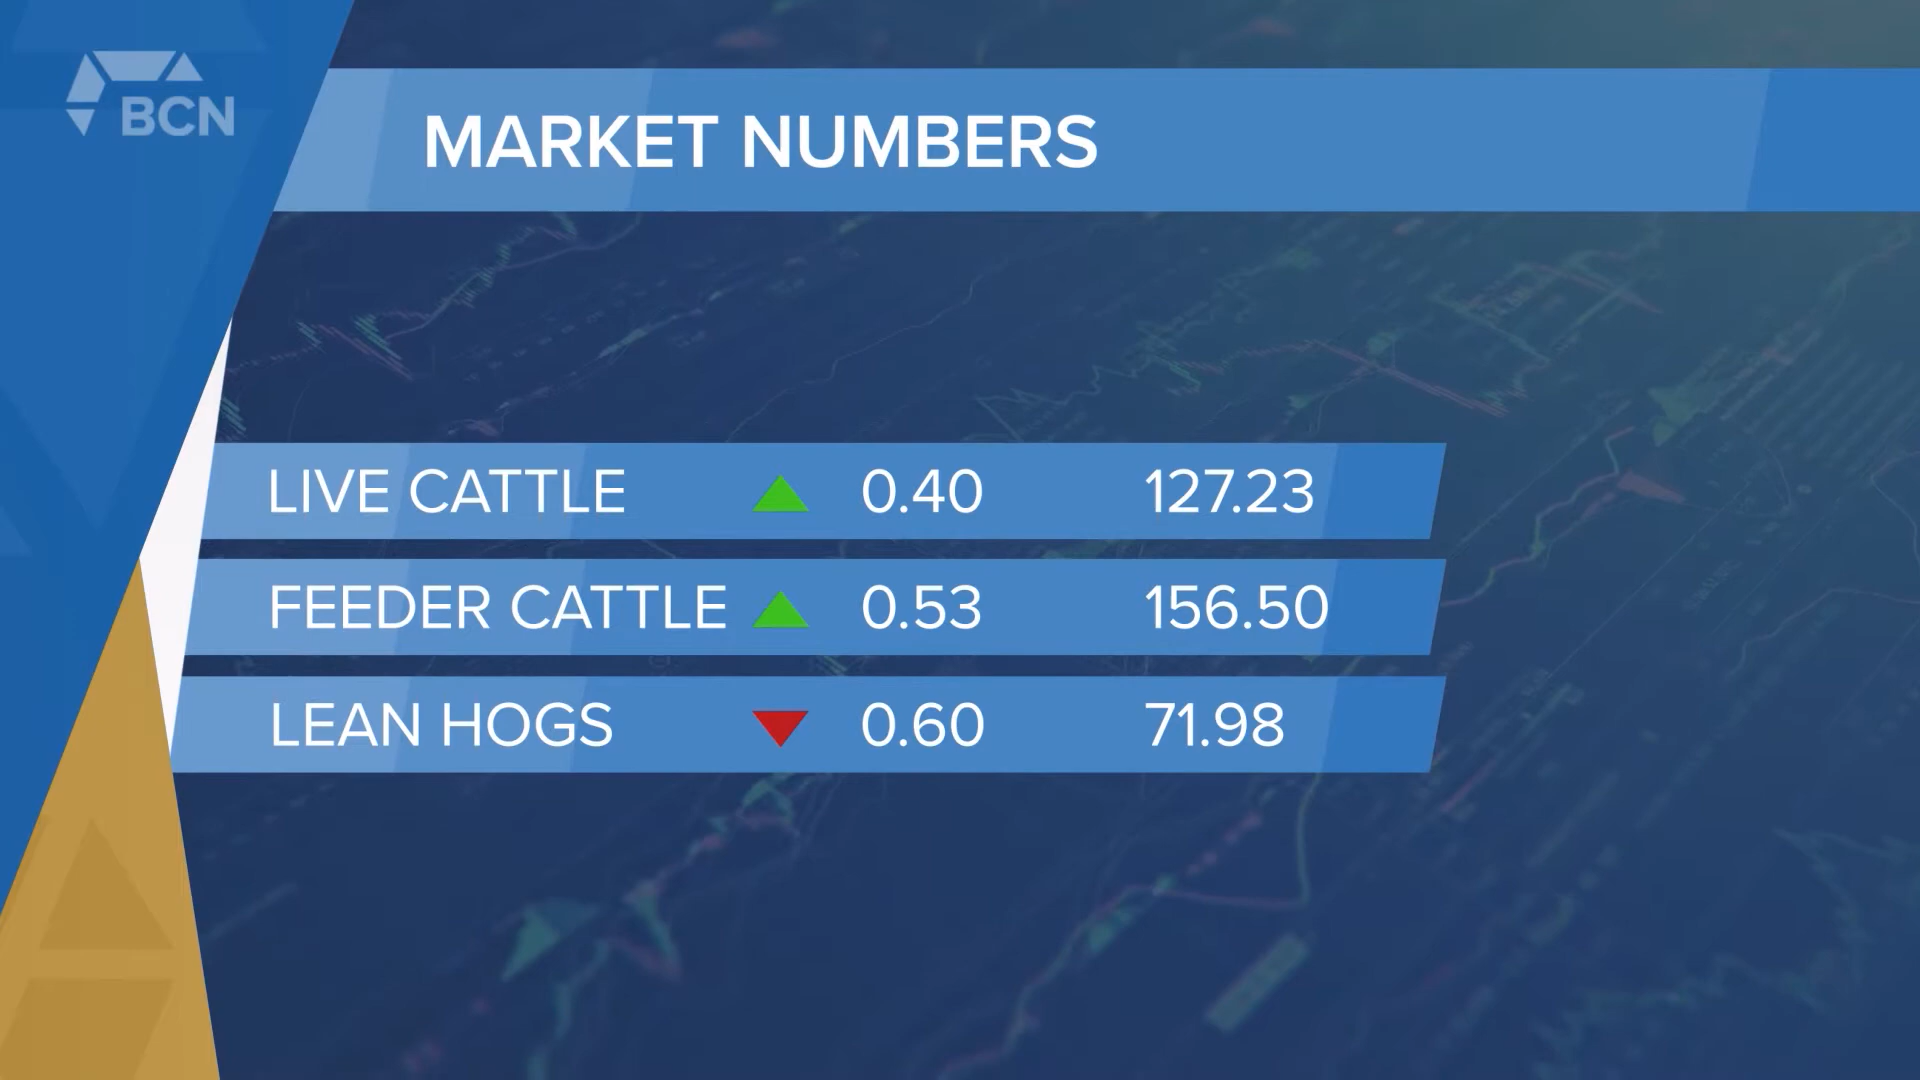 BCN
MARKET NUMBERS
LIVE CATTLE 0.40 127.23
FEEDER CATTLE 0.53 156.50
LEAN HOGS 0.60 71.98